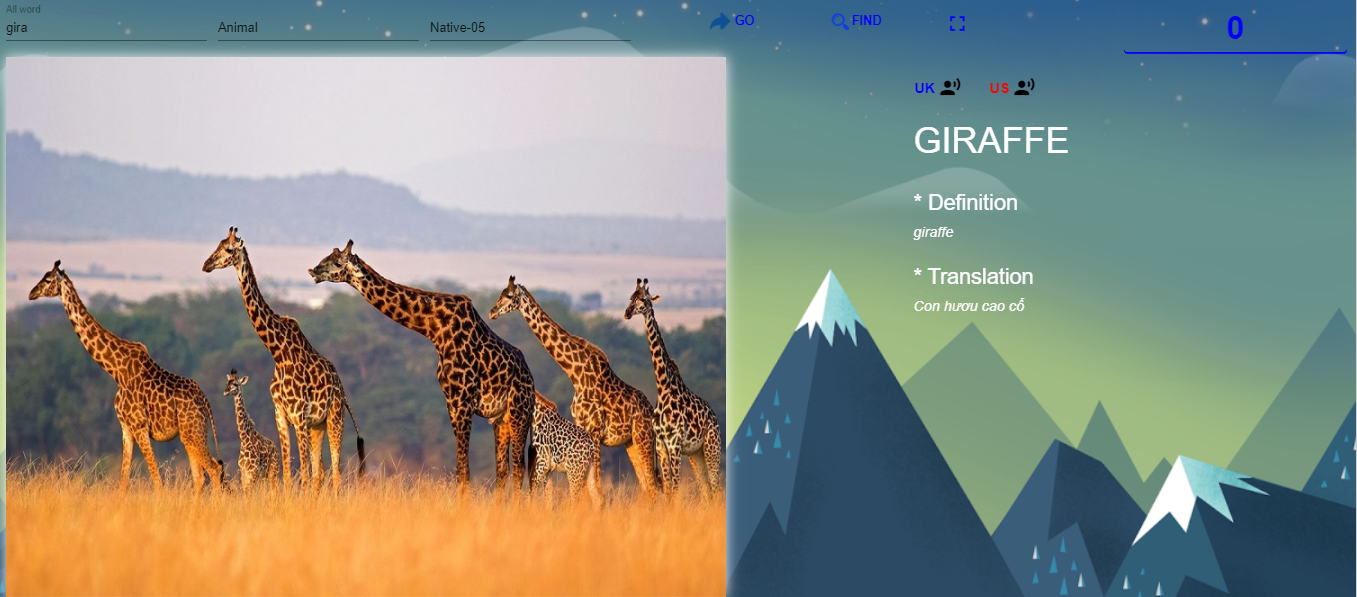 All word
gira Animal Native-05
GO FIND 0
UK US
GIRAFFE
* Definition
giraffe
* Translation
Con hươu cao cổ